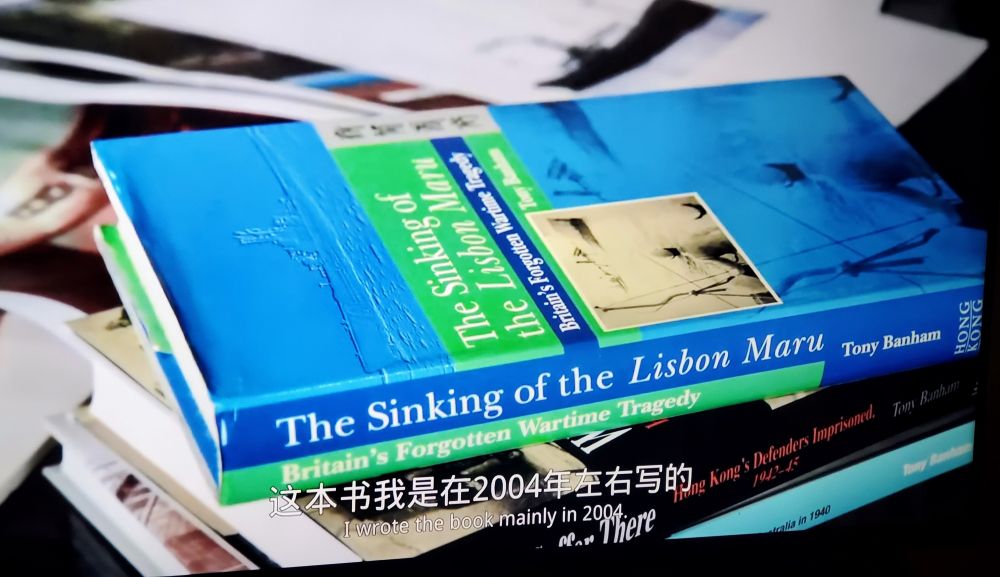 The Sinking of
the Lisbon Maru
Britain's Forgotten Wartime Tragedy
Tony Banham
The Sinking of the Lisbon Maru
Tony Banham
HONG
KONG
Britain's Forgotten Wartime Tragedy
Hong Kong's Defenders Imprisoned.
1942–45
Tony Banham
There
Tony Banham
in 1940
这本书我是在2004年左右写的
I wrote the book mainly in 2004.